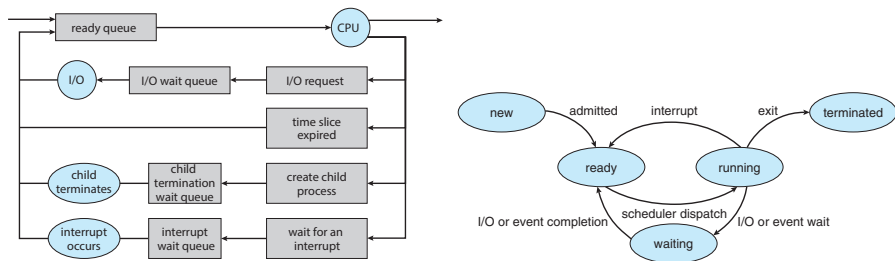 ready queue
CPU
I/O
I/O wait queue
I/O request
time slice
expired
child
terminates
child
termination
wait queue
create child
process
interrupt
occurs
interrupt
wait queue
wait for an
interrupt
new
admitted
interrupt
exit
terminated
ready
running
I/O or event completion
scheduler dispatch
I/O or event wait
waiting